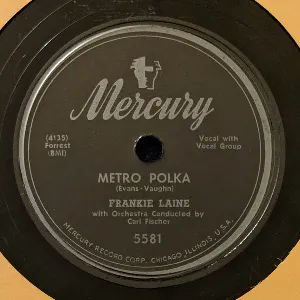 Mercury
(4135)
Forrest
(BMI)
Vocal with
Vocal Group
METRO POLKA
(Evans-Vaughn)
FRANKIE LAINE
with Orchestra Conducted by
Carl Fischer
5581
MERCURY RECORD CORP. CHICAGO, ILLINOIS, U.S.A.